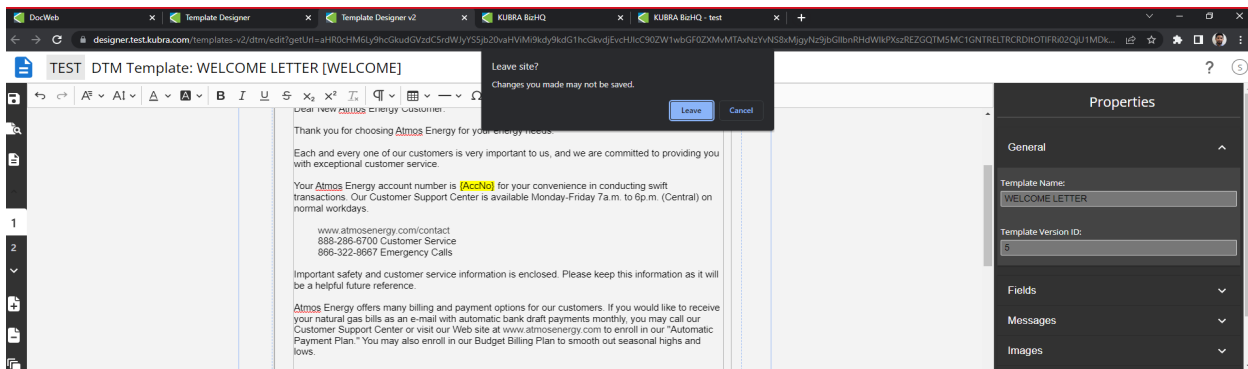 DocWeb
Template Designer
Template Designer v2
KUBRA BizHQ
KUBRA BizHQ - test
TEST DTM Template: WELCOME LETTER [WELCOME]
Leave site?
Changes you made may not be saved.
Leave
Cancel
Dear New Atmos Energy Customer:
Thank you for choosing Atmos Energy for your energy needs.
Each and every one of our customers is very important to us, and we are committed to providing you
with exceptional customer service.
Your Atmos Energy account number is {AccNo} for your convenience in conducting swift
transactions. Our Customer Support Center is available Monday-Friday 7a.m. to 6p.m. (Central) on
normal workdays.
www.atmosenergy.com/contact
888-286-6700 Customer Service
866-322-8667 Emergency Calls
Important safety and customer service information is enclosed. Please keep this information as it will
be a helpful future reference.
Atmos Energy offers many billing and payment options for our customers. If you would like to receive
your natural gas bills as an e-mail with automatic bank draft payments monthly, you may call our
Customer Support Center or visit our Web site at www.atmosenergy.com to enroll in our "Automatic
Payment Plan." You may also enroll in our Budget Billing Plan to smooth out seasonal highs and
lows.
1
2
Properties
General
Template Name:
WELCOME LETTER
Template Version ID:
5
Fields
Messages
Images